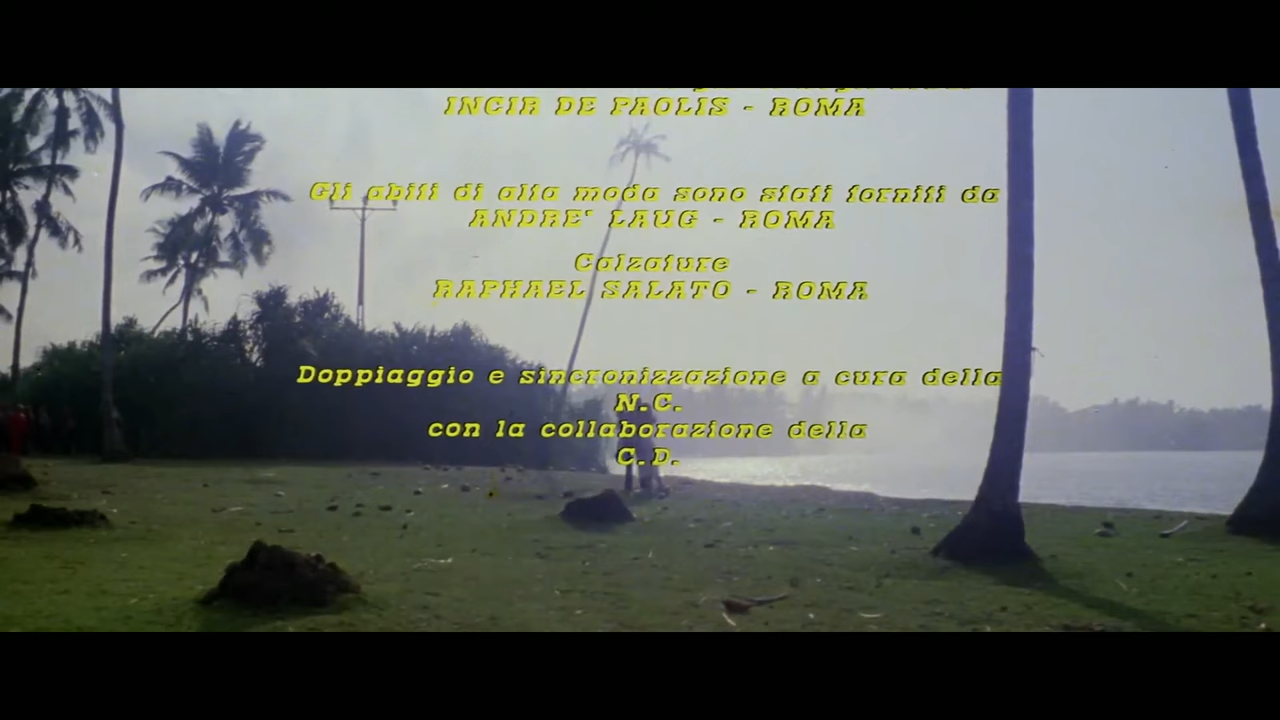 INCIR DE PAOLIS - ROMA
Gli abiti di alta moda sono stati forniti da
ANDRE' LAUG - ROMA
Calzature
RAPHAEL SALATO - ROMA
Doppiaggio e sincronizzazione a cura della
N.C.
con la collaborazione della
C.D.